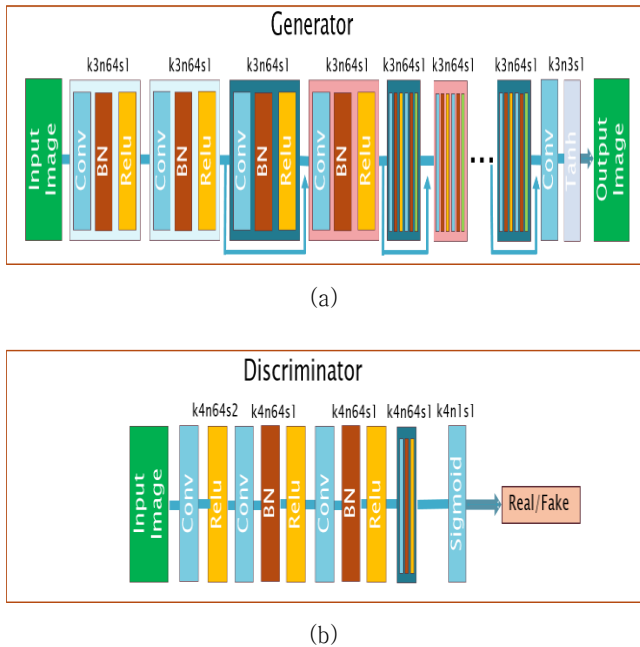 Generator
k3n64s1 k3n64s1 k3n64s1 k3n64s1 k3n64s1 k3n64s1 k3n64s1 k3n3s1
Input Image
Conv BN Relu
Conv BN Relu
Conv BN Relu
Conv BN Relu
...
Conv
Tanh
Output Image
(a)
Discriminator
k4n64s2 k4n64s1 k4n64s1 k4n64s1 k4n1s1
Input Image
Conv
Relu
Conv
BN
Relu
Conv
BN
Relu
Sigmoid
Real/Fake
(b)